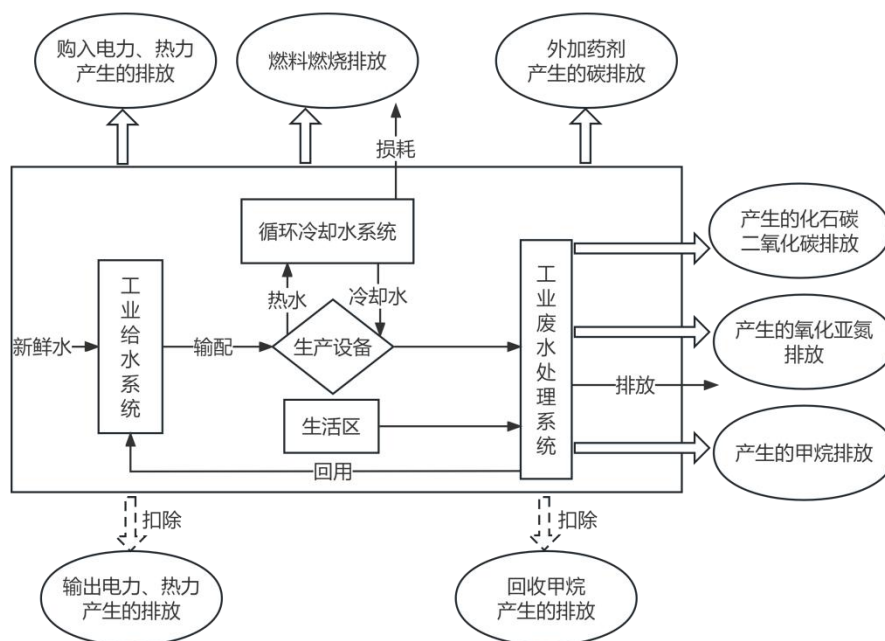 购入电力、热力
产生的排放
燃料燃烧排放
外加药剂
产生的碳排放
损耗
循环冷却水系统
产生的化石碳
二氧化碳排放
热水
冷却水
工业给水系统
工业废水处理系统
新鲜水
输配
生产设备
产生的氧化亚氮
排放
排放
生活区
产生的甲烷排放
回用
扣除
扣除
输出电力、热力
产生的排放
回收甲烷
产生的排放